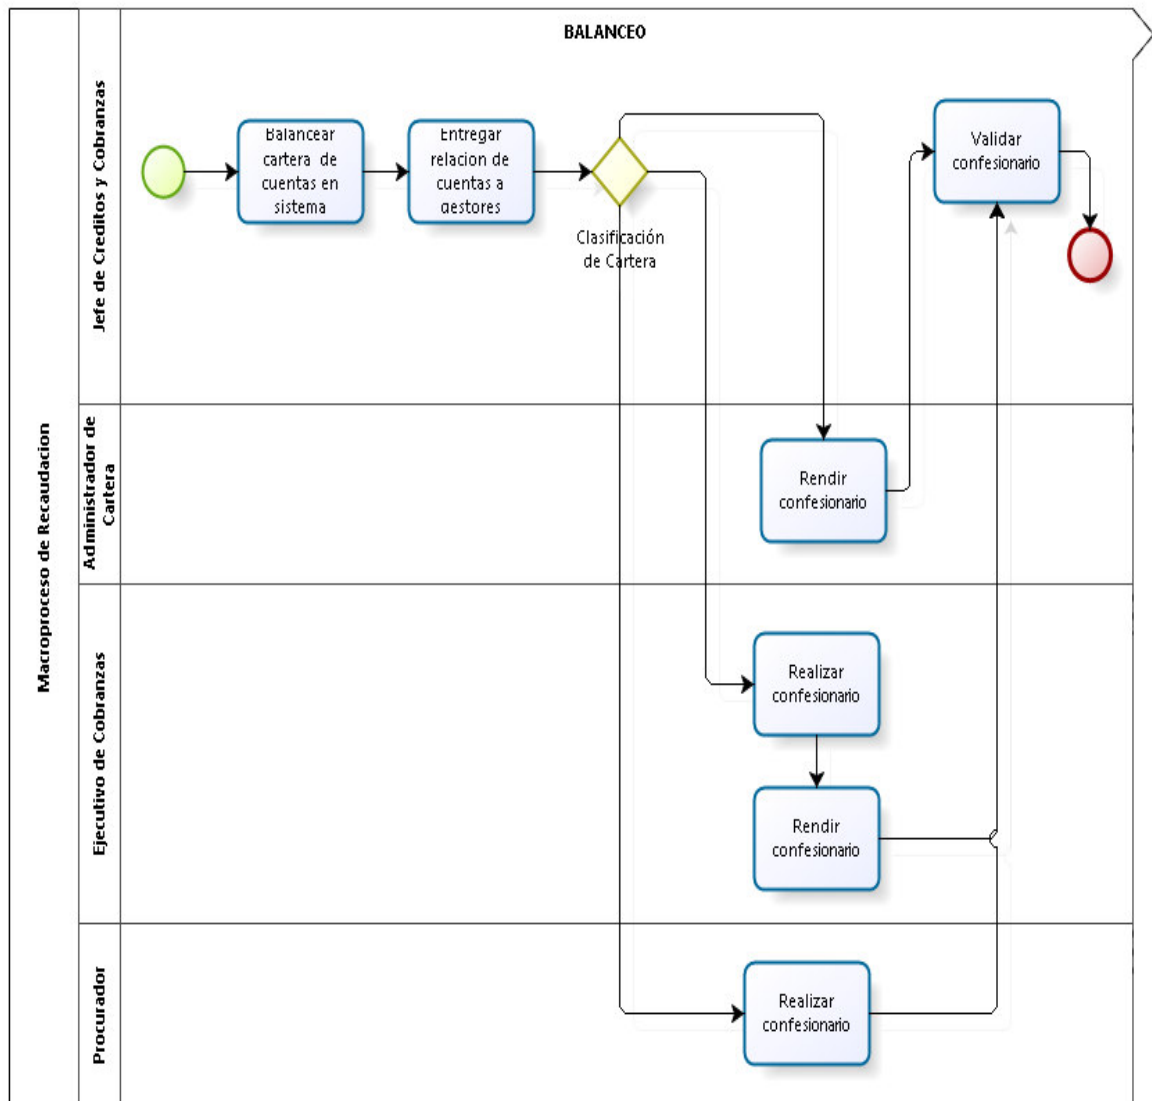 BALANCEO
Macroproceso de Recaudacion
Jefe de Creditos y Cobranzas
Balancear
cartera de
cuentas en
sistema
Entregar
relacion de
cuentas a
gestores
Clasificación
de Cartera
Validar
confesionario
Administrador de
Cartera
Rendir
confesionario
Ejecutivo de Cobranzas
Realizar
confesionario
Rendir
confesionario
Procurador
Realizar
confesionario